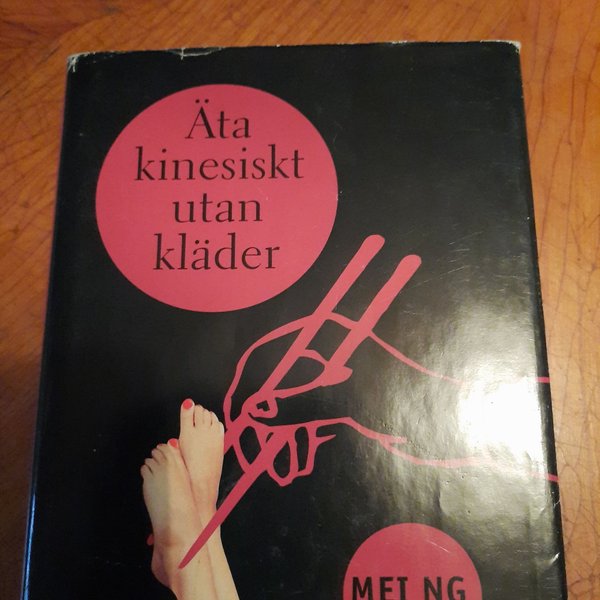 Äta
kinesiskt
utan
kläder
MEI NG